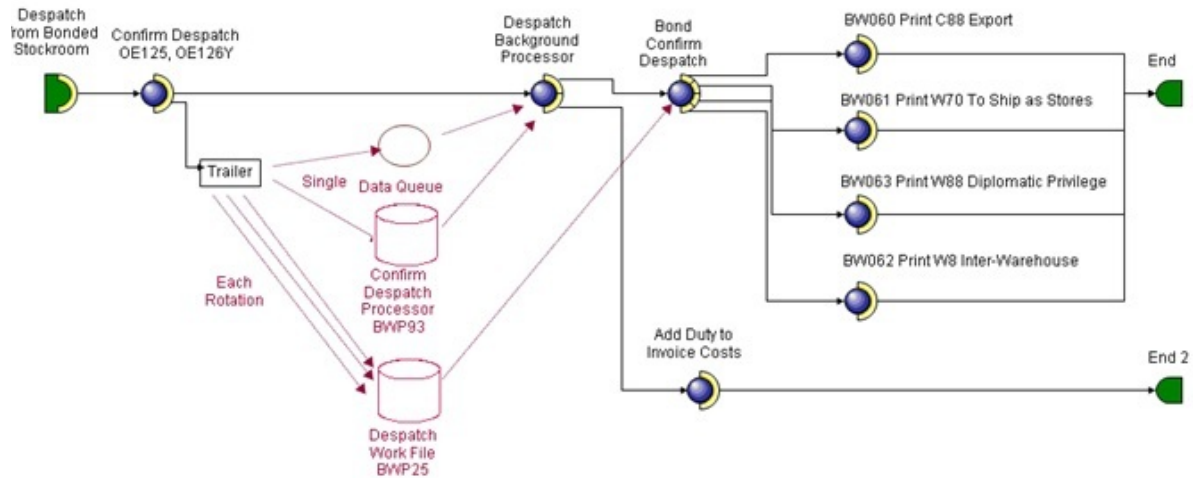 Despatch
from Bonded
Stockroom
Confirm Despatch
OE125, OE126Y
Despatch
Background
Processor
Bond
Confirm
Despatch
BW060 Print C88 Export
End
BW061 Print W70 To Ship as Stores
Trailer
Single
Data Queue
BW063 Print W88 Diplomatic Privilege
Confirm
Despatch
Processor
BWP93
Each
Rotation
BW062 Print W8 Inter-Warehouse
Add Duty to
Invoice Costs
End 2
Despatch
Work File
BWP25